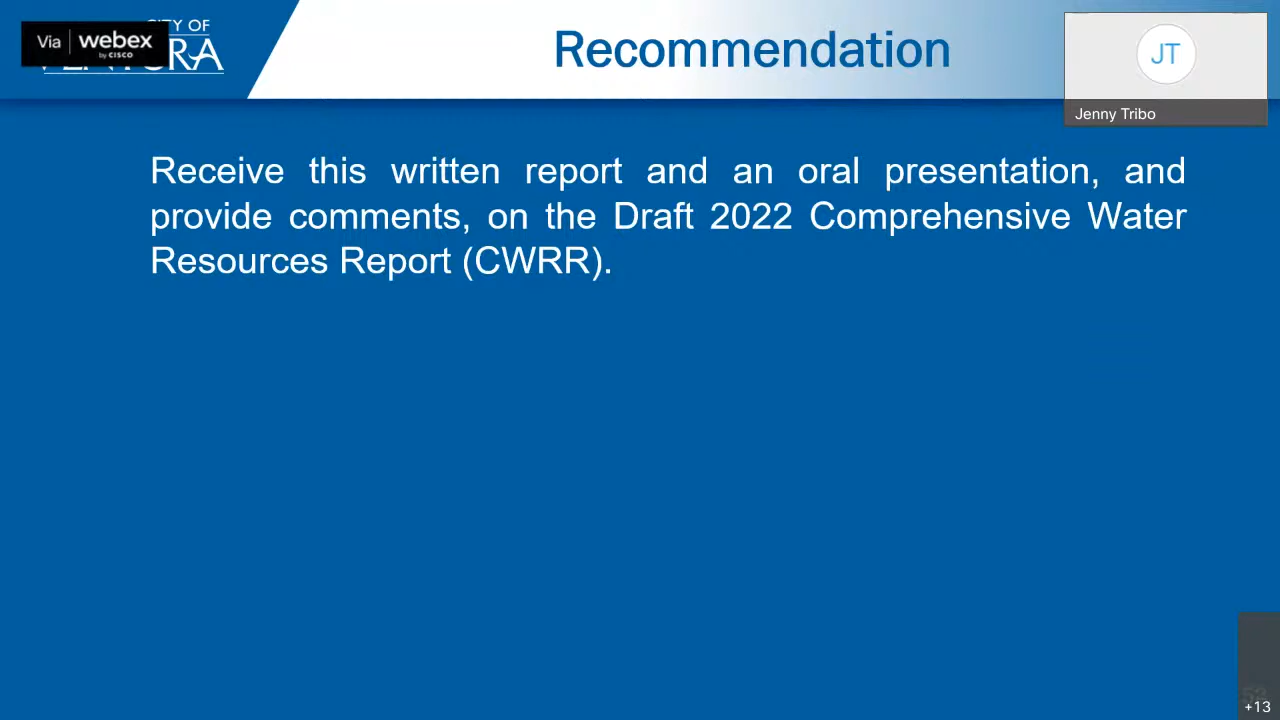 CITY OF
Via webex
by CISCO
Recommendation
JT
Jenny Tribo
Receive this written report and an oral presentation, and
provide comments, on the Draft 2022 Comprehensive Water
Resources Report (CWRR).
+13